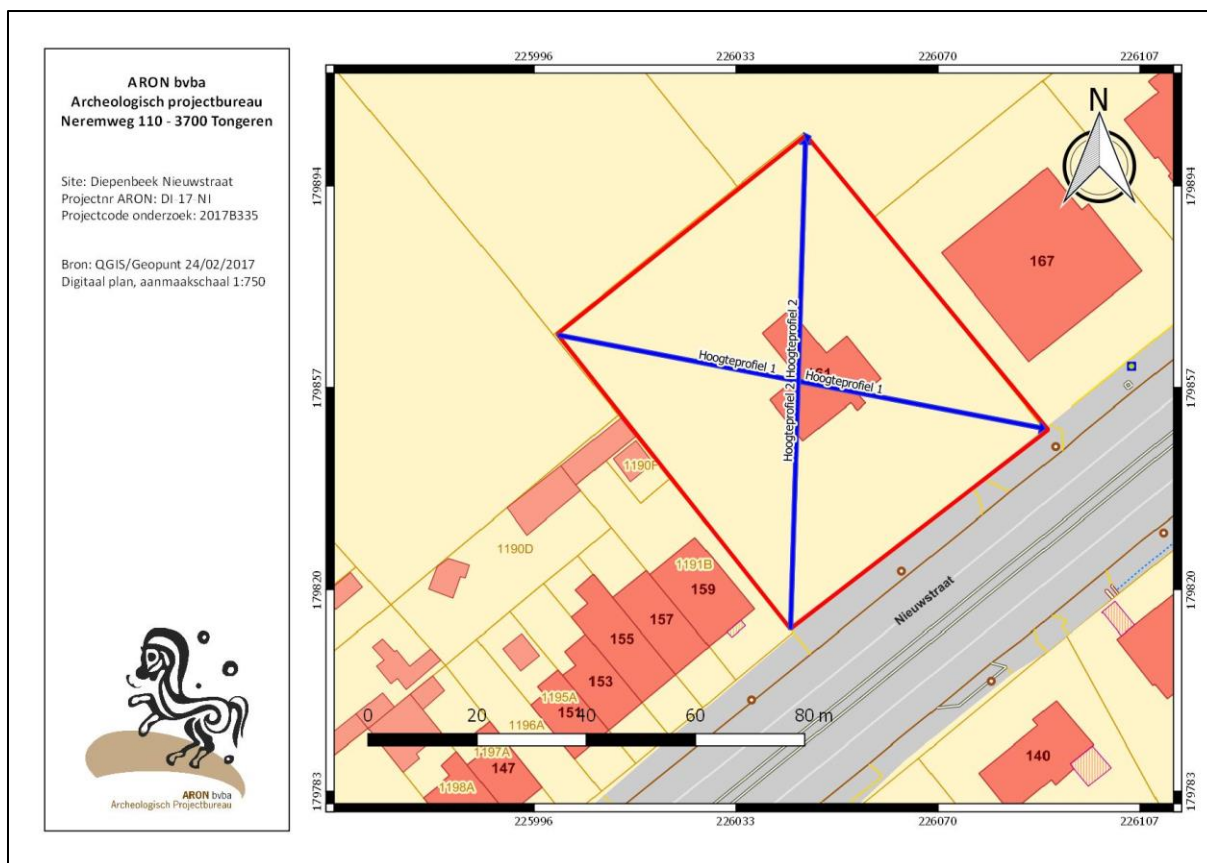 ARON bvba
Archeologisch projectbureau
Neremweg 110 - 3700 Tongeren
Site: Diepenbeek Nieuwstraat
Projectnr ARON: DI-17-NI
Projectcode onderzoek: 2017B335
Bron: QGIS/Geopunt 24/02/2017
Digitaal plan, aanmaakschaal 1:750
ARON bvba
Archeologisch Projectbureau
225996 226033 226070 226107
N
179894 179894
167
Hoogteprofiel 2
Hoogteprofiel 1
Hoogteprofiel 1
161
179857 179857
Hoogteprofiel 2
1190F
1190D
1191B
159
157
155
153
1195A
151
1196A
1197A
147
1198A
Nieuwstraat
179820 179820
140
0 20 40 60 80 m
179783 179783
225996 226033 226070 226107